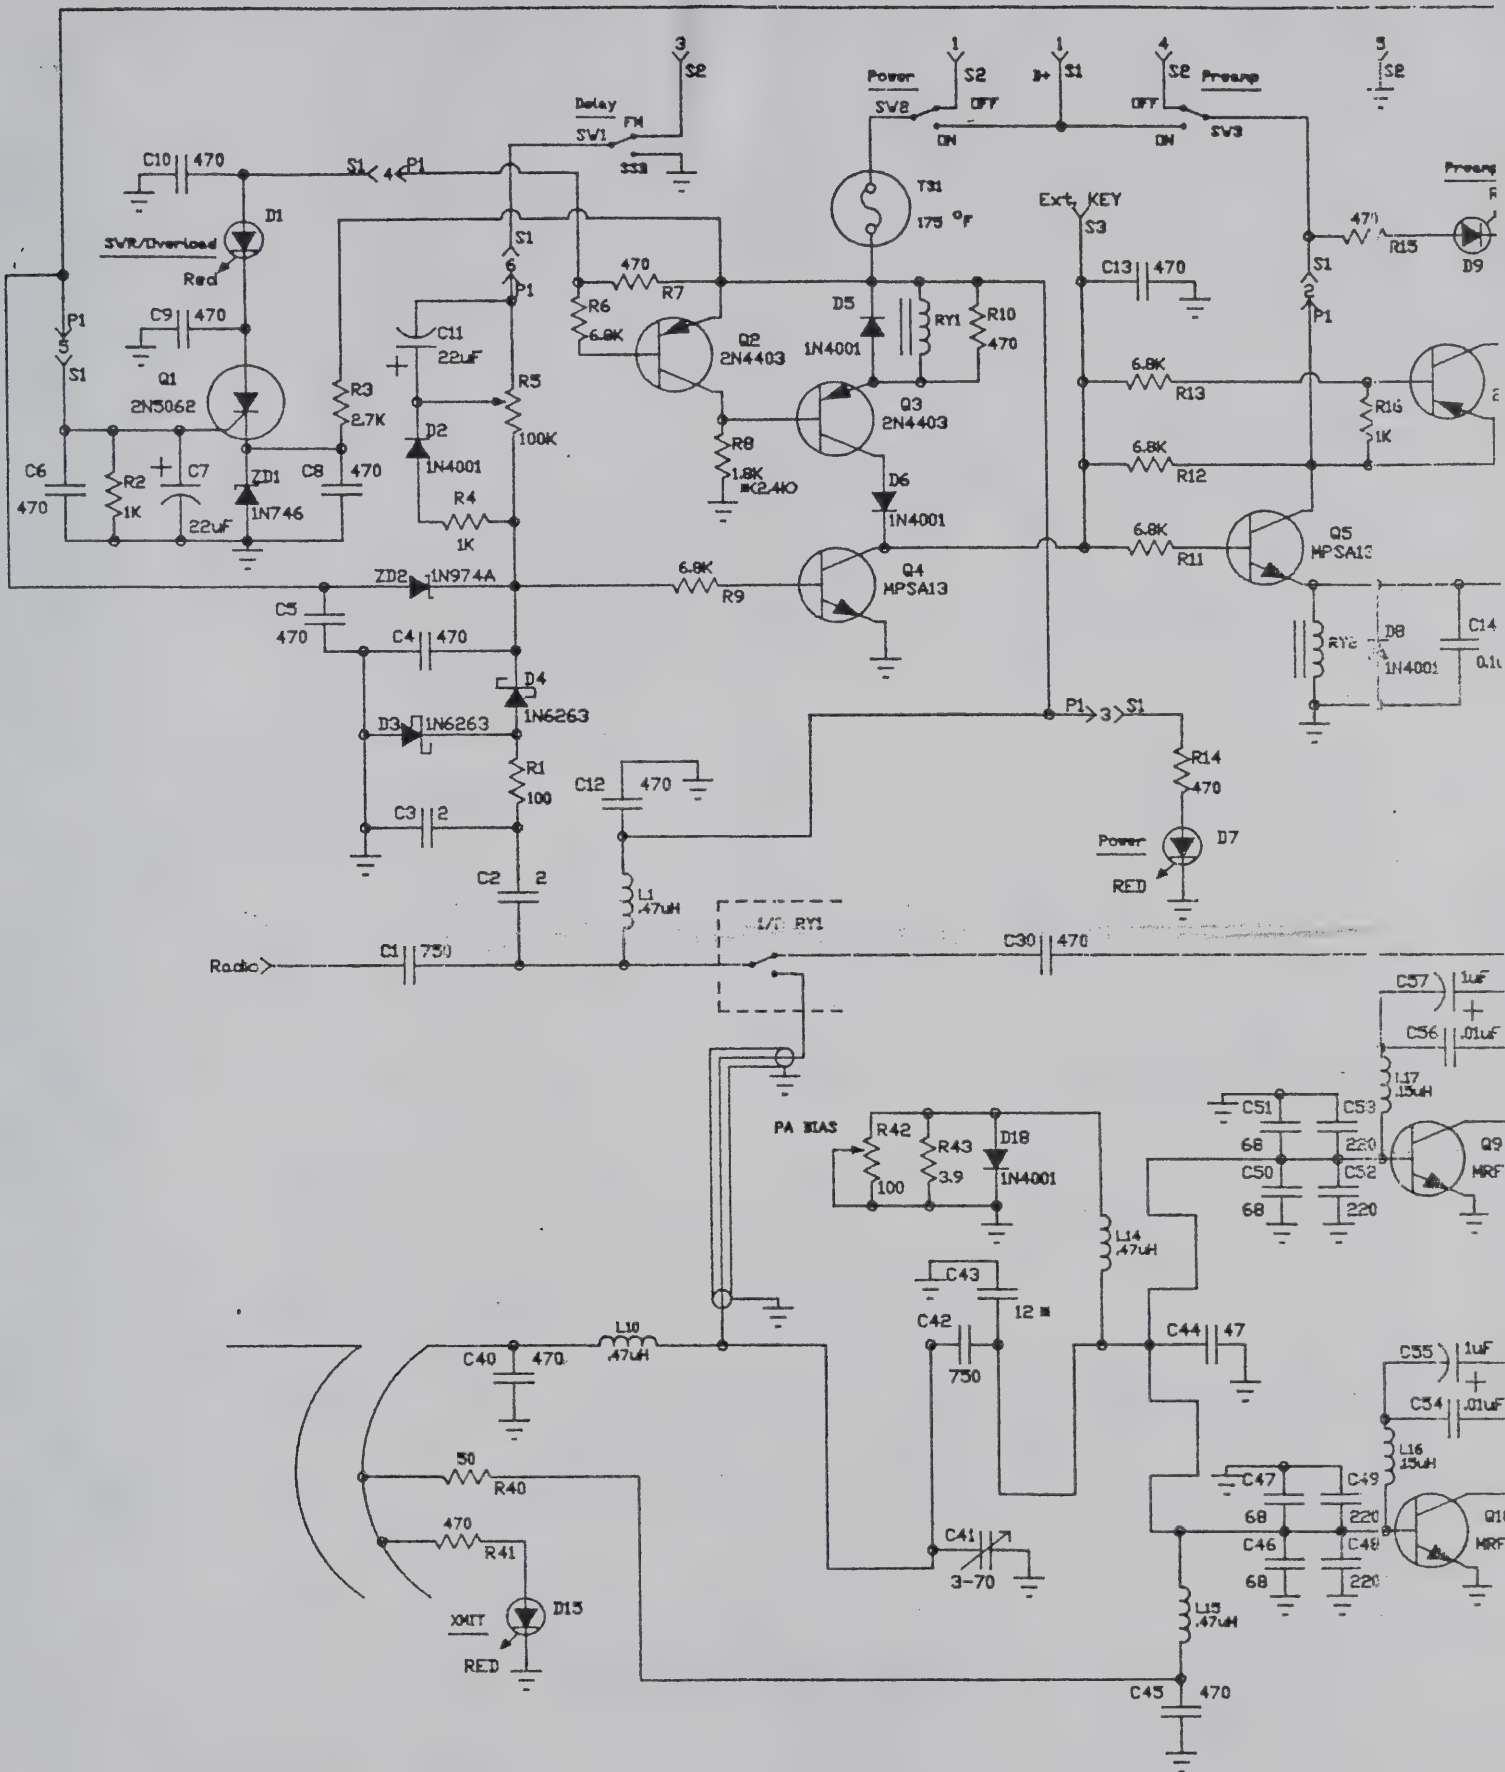 3
S2
1
S2
1
B+
S1
4
S2
5
S2
Power
SW2
OFF
ON
Preamp
OFF
SW3
ON
Delay
FM
SW1
SSB
C10
470
S1
4
P1
D1
SWR/Overload
Red
TS1
175 °F
Ext. KEY
S3
Preamp
470
R15
D9
S1
6
P1
S1
2
P1
C9
470
470
R7
R6
6.8K
C13
470
D5
1N4001
RY1
R10
470
P1
5
S1
Q1
2N5062
C11
22uF
+
Q2
2N4403
R3
2.7K
R5
100K
Q3
2N4403
6.8K
R13
R16
1K
C6
470
R2
1K
+
C7
22uF
ZD1
1N746
C8
470
D2
1N4001
R4
1K
R8
1.8K
*(2.4K)
D6
1N4001
6.8K
R12
6.8K
R11
Q5
MPSA13
ZD2
1N974A
6.8K
R9
Q4
MPSA13
C5
470
C4
470
D4
1N6263
D3
1N6263
RY2
D8
1N4001
C14
R1
100
C3
2
C12
470
P1
3
S1
R14
470
Power
D7
RED
C2
2
L1
.47uH
RY1
Radio
C1
750
C30
470
C57
1uF
+
C56
.01uF
L17
.15uH
PA BIAS
R42
100
R43
3.9
D18
1N4001
C51
68
C53
220
C50
68
C52
220
Q9
MRF
L14
.47uH
C43
12 *
C42
750
C44
47
L10
.47uH
C40
470
C55
1uF
+
C54
.01uF
L16
.15uH
50
R40
470
R41
C41
3-70
C47
68
C49
220
C46
68
C48
220
Q10
MRF
XMIT
D15
RED
L15
.47uH
C45
470